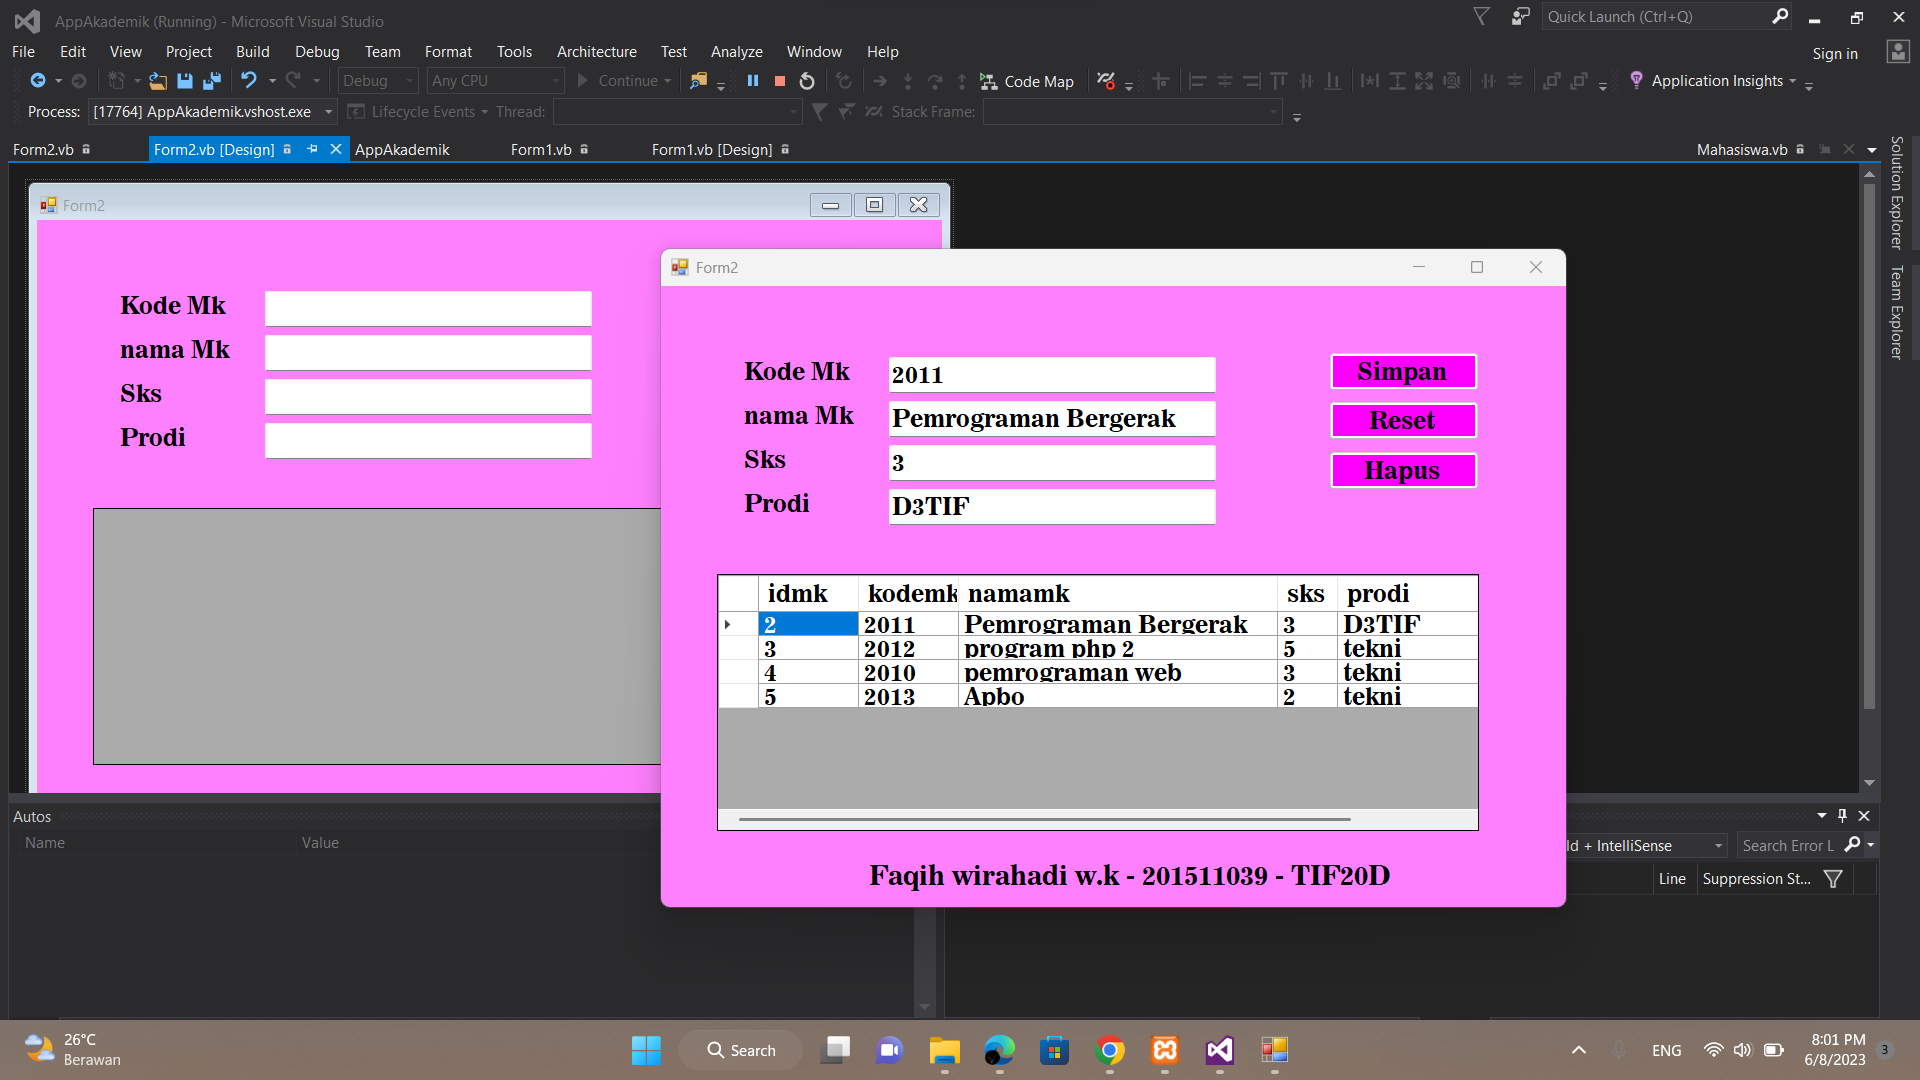 AppAkademik (Running) - Microsoft Visual Studio
Quick Launch (Ctrl+Q)
File Edit View Project Build Debug Team Format Tools Architecture Test Analyze Window Help
Sign in
Debug Any CPU Continue Code Map Application Insights
Process: [17764] AppAkademik.vshost.exe Lifecycle Events Thread: Stack Frame:
Form2.vb Form2.vb [Design] AppAkademik Form1.vb Form1.vb [Design] Mahasiswa.vb
Solution Explorer
Team Explorer
Form2
Kode Mk
nama Mk
Sks
Prodi
Form2
Kode Mk 2011 Simpan
nama Mk Pemrograman Bergerak Reset
Sks 3 Hapus
Prodi D3TIF
idmk kodemk namamk sks prodi
2 2011 Pemrograman Bergerak 3 D3TIF
3 2012 program php 2 5 tekni
4 2010 pemrograman web 3 tekni
5 2013 Apbo 2 tekni
Faqih wirahadi w.k - 201511039 - TIF20D
Autos
Name Value
ld + IntelliSense Search Error L
Line Suppression St...
26°C
Berawan
Search
ENG
8:01 PM
6/8/2023
3